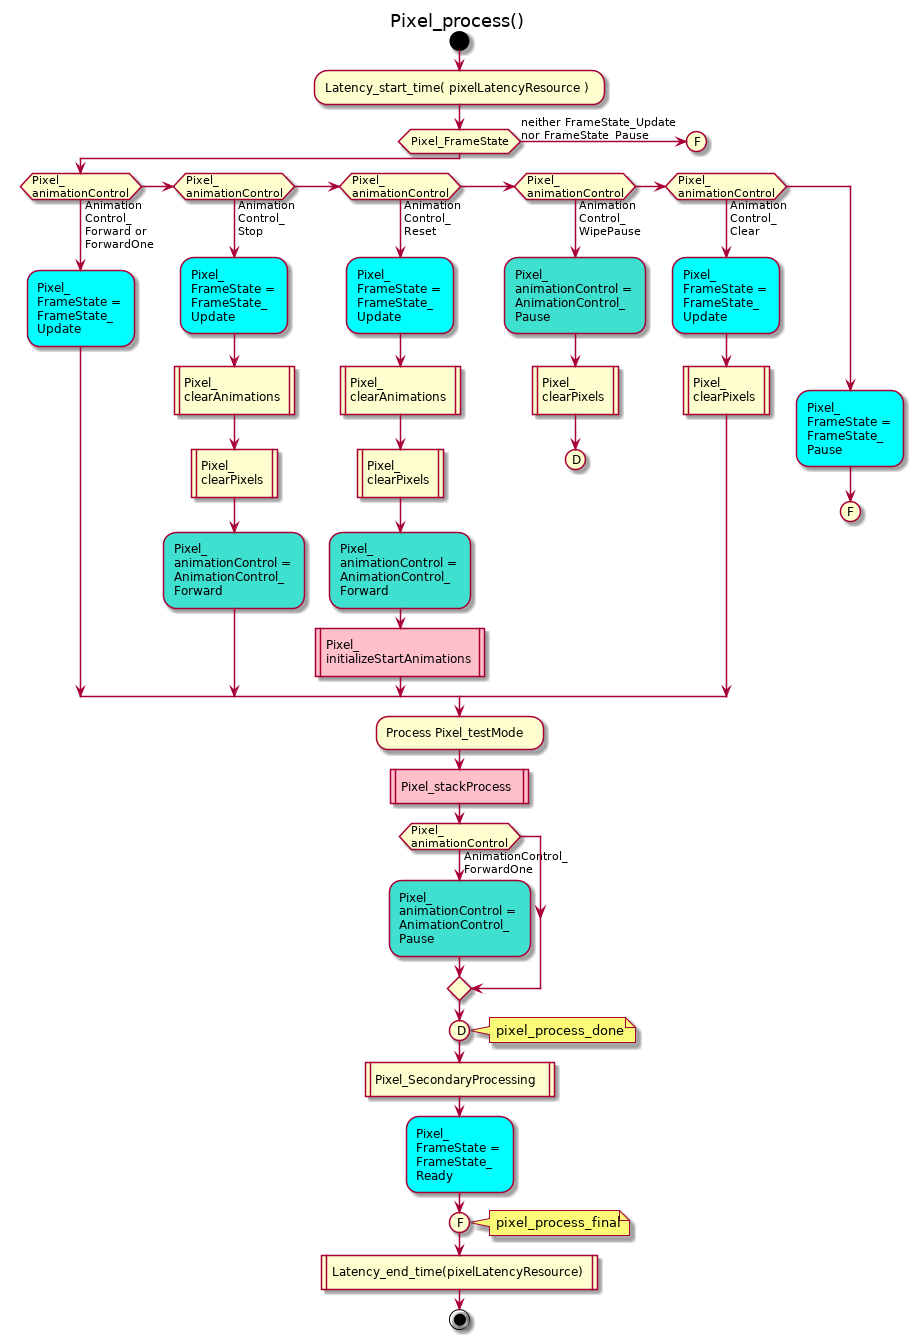 Pixel_process()
Latency_start_time( pixelLatencyResource )
neither FrameState_Update
nor FrameState_Pause
Pixel_FrameState
F
Pixel_
animationControl
Pixel_
animationControl
Pixel_
animationControl
Pixel_
animationControl
Pixel_
animationControl
Animation
Control_
Forward or
ForwardOne
Animation
Control_
Stop
Animation
Control_
Reset
Animation
Control_
WipePause
Animation
Control_
Clear
Pixel_
FrameState =
FrameState_
Update
Pixel_
FrameState =
FrameState_
Update
Pixel_
FrameState =
FrameState_
Update
Pixel_
animationControl =
AnimationControl_
Pause
Pixel_
FrameState =
FrameState_
Update
Pixel_
clearAnimations
Pixel_
clearAnimations
Pixel_
clearPixels
Pixel_
clearPixels
Pixel_
FrameState =
FrameState_
Pause
Pixel_
clearPixels
Pixel_
clearPixels
D
F
Pixel_
animationControl =
AnimationControl_
Forward
Pixel_
animationControl =
AnimationControl_
Forward
Pixel_
initializeStartAnimations
Process Pixel_testMode
Pixel_stackProcess
Pixel_
animationControl
AnimationControl_
ForwardOne
Pixel_
animationControl =
AnimationControl_
Pause
D
pixel_process_done
Pixel_SecondaryProcessing
Pixel_
FrameState =
FrameState_
Ready
F
pixel_process_final
Latency_end_time(pixelLatencyResource)